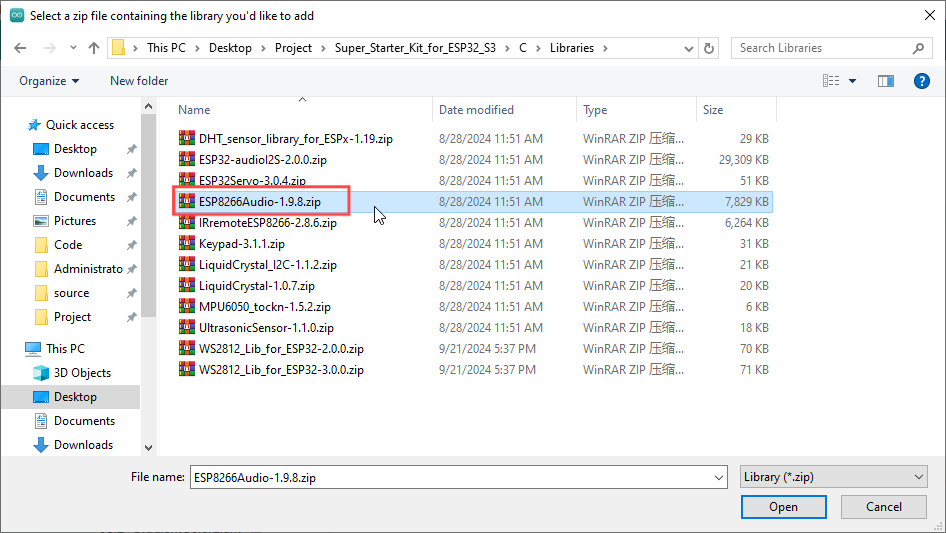 Select a zip file containing the library you'd like to add
This PC > Desktop > Project > Super_Starter_Kit_for_ESP32_S3 > C > Libraries >
Search Libraries
Organize
New folder
Quick access
Desktop
Downloads
Documents
Pictures
Code
Administrato
source
Project
This PC
3D Objects
Desktop
Documents
Downloads
Name Date modified Type Size
DHT_sensor_library_for_ESPx-1.19.zip 8/28/2024 11:51 AM WinRAR ZIP 压缩... 29 KB
ESP32-audioI2S-2.0.0.zip 8/28/2024 11:51 AM WinRAR ZIP 压缩... 29,309 KB
ESP32Servo-3.0.4.zip 8/28/2024 11:51 AM WinRAR ZIP 压缩... 51 KB
ESP8266Audio-1.9.8.zip 8/28/2024 11:51 AM WinRAR ZIP 压缩... 7,829 KB
IRremoteESP8266-2.8.6.zip 8/28/2024 11:51 AM WinRAR ZIP 压缩... 6,264 KB
Keypad-3.1.1.zip 8/28/2024 11:51 AM WinRAR ZIP 压缩... 31 KB
LiquidCrystal_I2C-1.1.2.zip 8/28/2024 11:51 AM WinRAR ZIP 压缩... 21 KB
LiquidCrystal-1.0.7.zip 8/28/2024 11:51 AM WinRAR ZIP 压缩... 20 KB
MPU6050_tockn-1.5.2.zip 8/28/2024 11:51 AM WinRAR ZIP 压缩... 6 KB
UltrasonicSensor-1.1.0.zip 8/28/2024 11:51 AM WinRAR ZIP 压缩... 18 KB
WS2812_Lib_for_ESP32-2.0.0.zip 9/21/2024 5:37 PM WinRAR ZIP 压缩... 70 KB
WS2812_Lib_for_ESP32-3.0.0.zip 9/21/2024 5:37 PM WinRAR ZIP 压缩... 71 KB
File name: ESP8266Audio-1.9.8.zip
Library (*.zip)
Open
Cancel